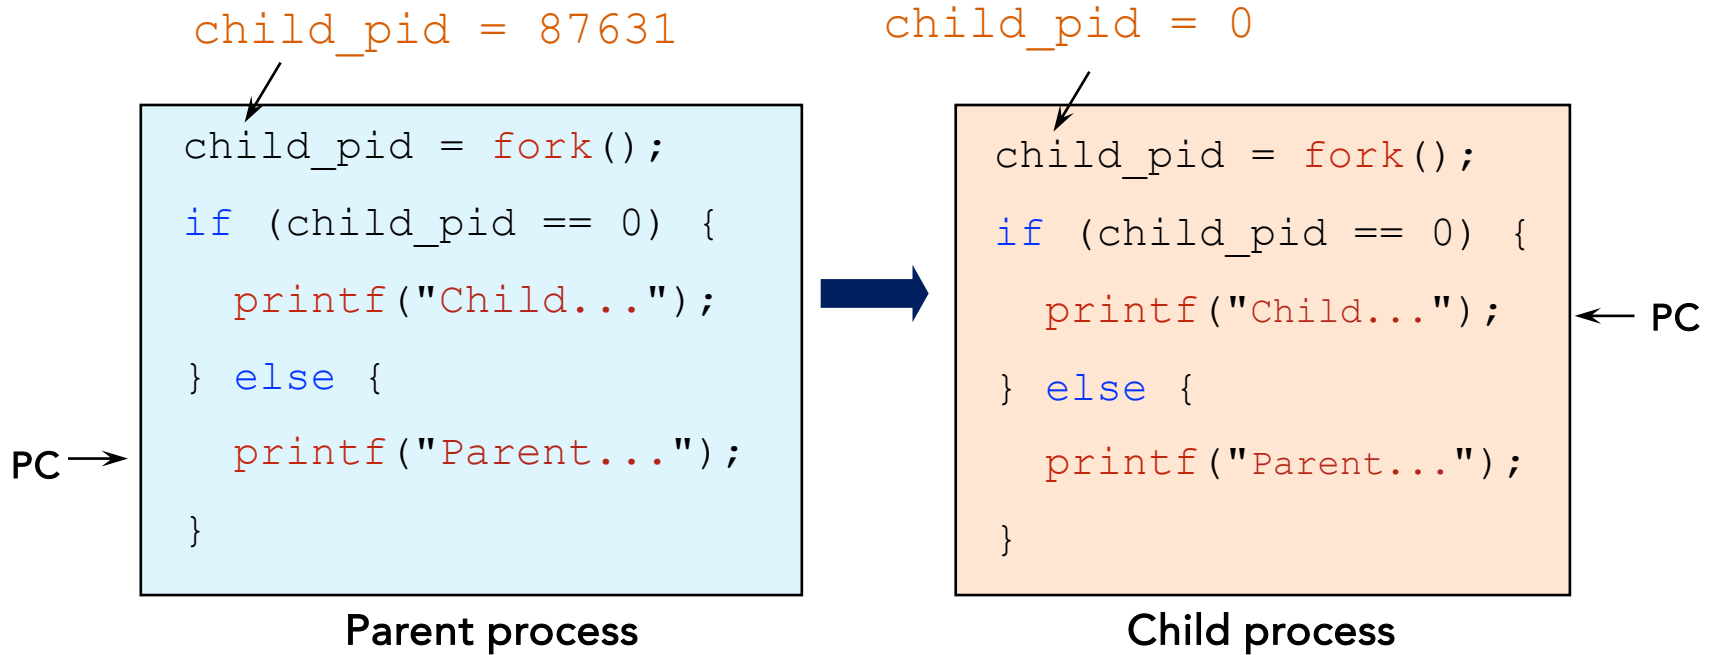 child_pid = 87631
child_pid = fork();
if (child_pid == 0) {
printf("Child...");
} else {
printf("Parent...");
}
PC
Parent process
child_pid = 0
child_pid = fork();
if (child_pid == 0) {
printf("Child...");
} else {
printf("Parent...");
}
PC
Child process